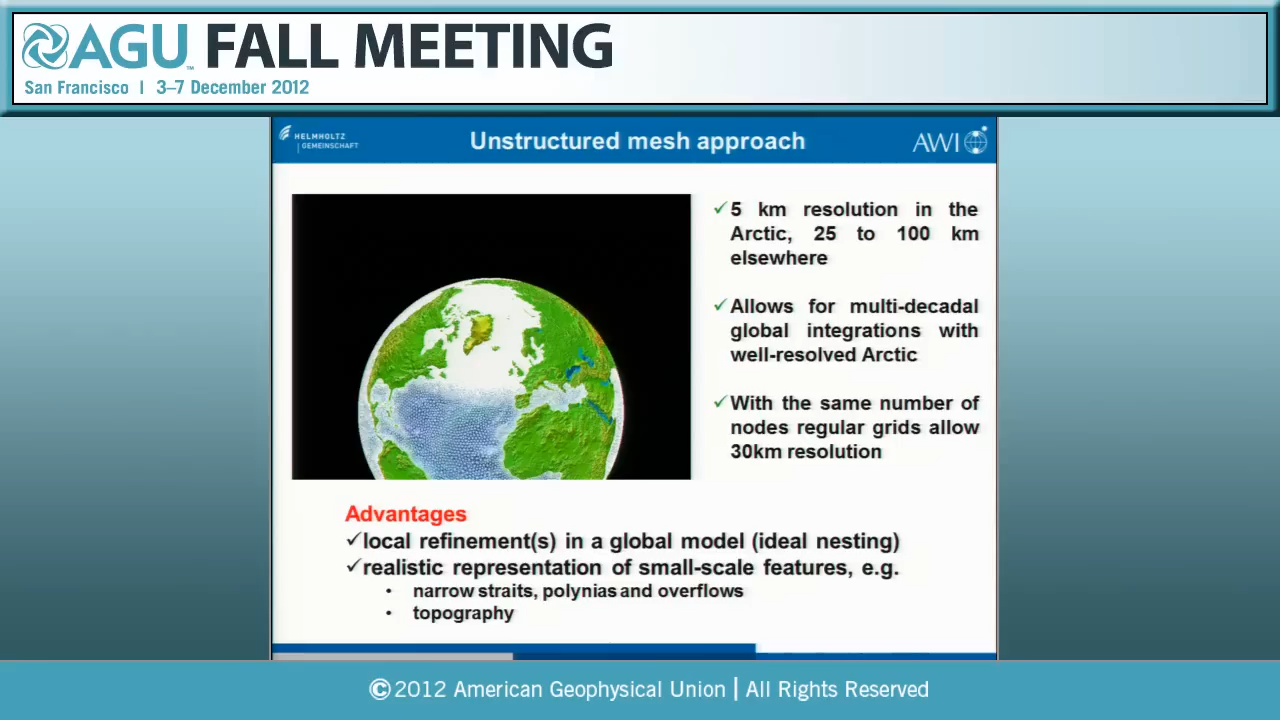 AGU FALL MEETING
San Francisco | 3–7 December 2012
HELMHOLTZ
GEMEINSCHAFT
Unstructured mesh approach
AWI
✓5 km resolution in the
Arctic, 25 to 100 km
elsewhere
✓Allows for multi-decadal
global integrations with
well-resolved Arctic
✓With the same number of
nodes regular grids allow
30km resolution
Advantages
✓local refinement(s) in a global model (ideal nesting)
✓realistic representation of small-scale features, e.g.
• narrow straits, polynias and overflows
• topography
©2012 American Geophysical Union | All Rights Reserved